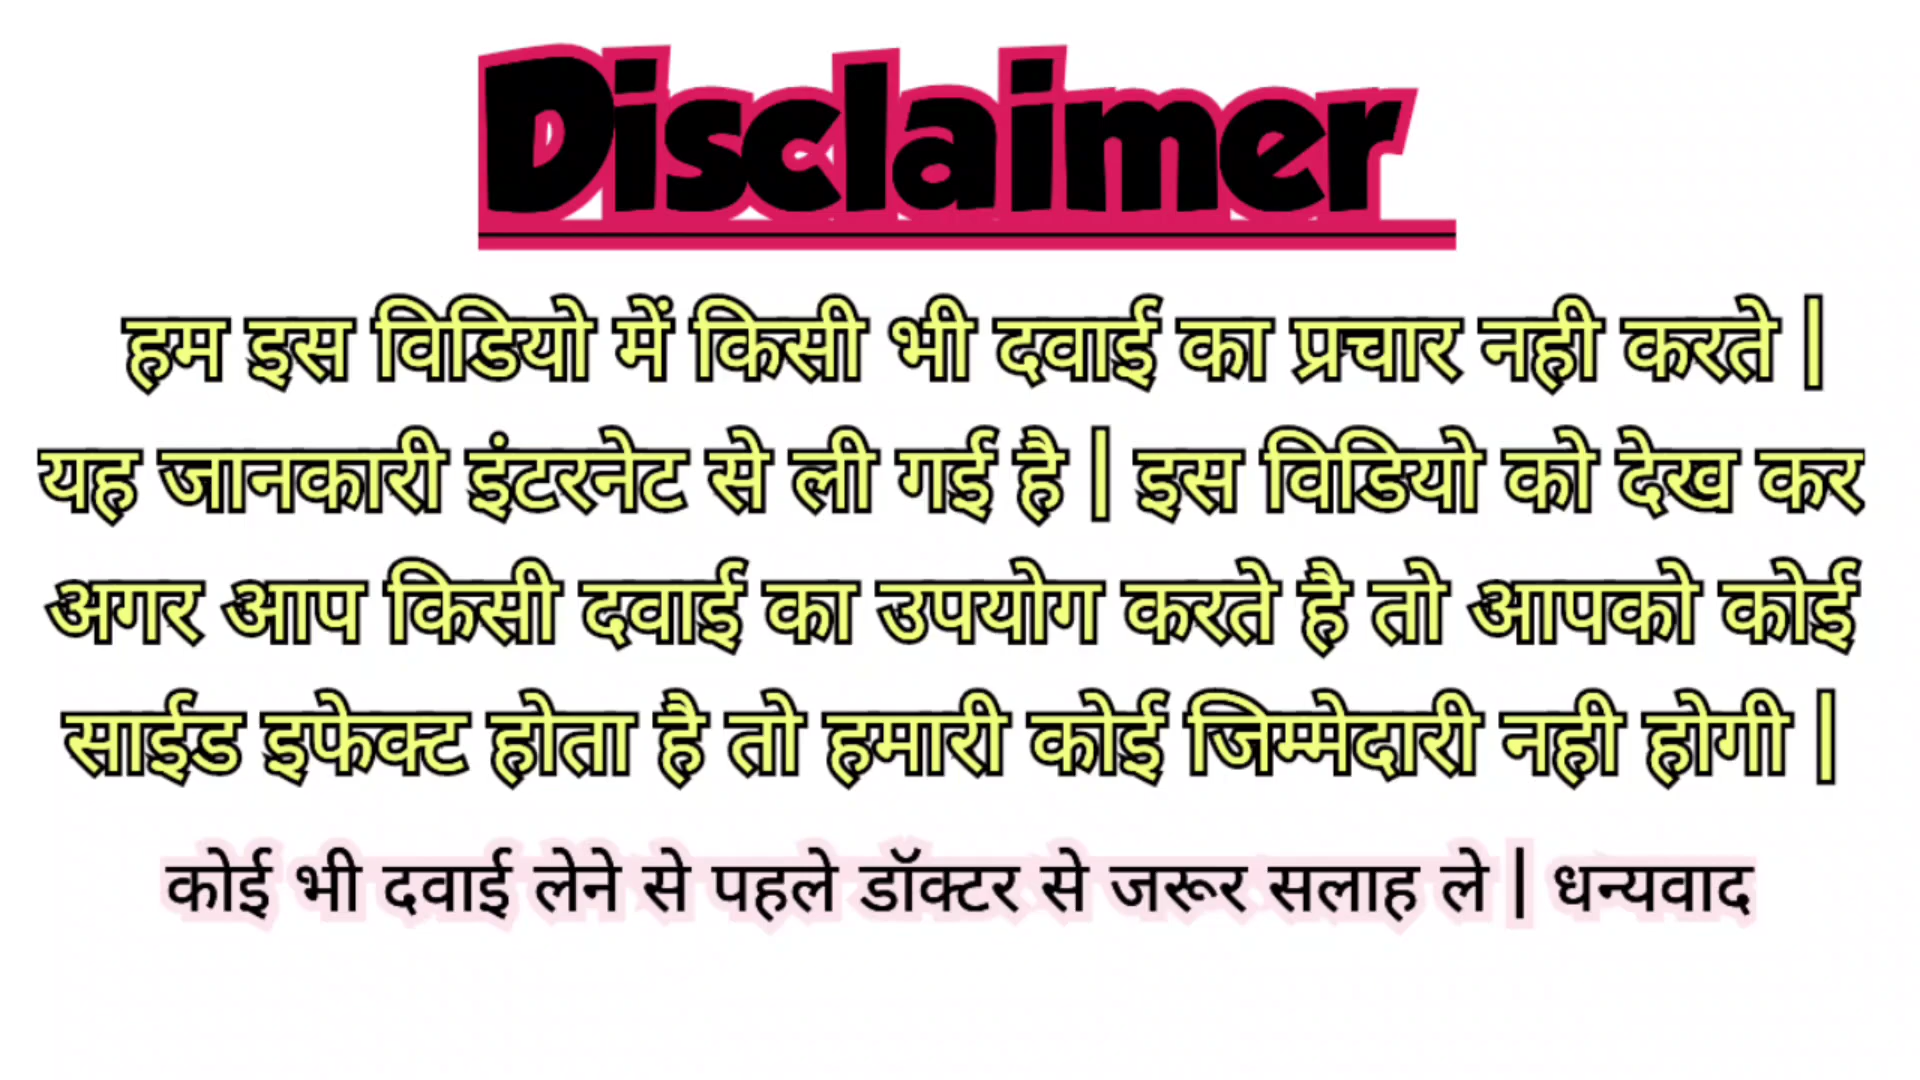 Disclaimer
हम इस विडियो में किसी भी दवाई का प्रचार नही करते |
यह जानकारी इंटरनेट से ली गई है | इस विडियो को देख कर
अगर आप किसी दवाई का उपयोग करते है तो आपको कोई
साईड इफेक्ट होता है तो हमारी कोई जिम्मेदारी नही होगी |
कोई भी दवाई लेने से पहले डॉक्टर से जरूर सलाह ले | धन्यवाद